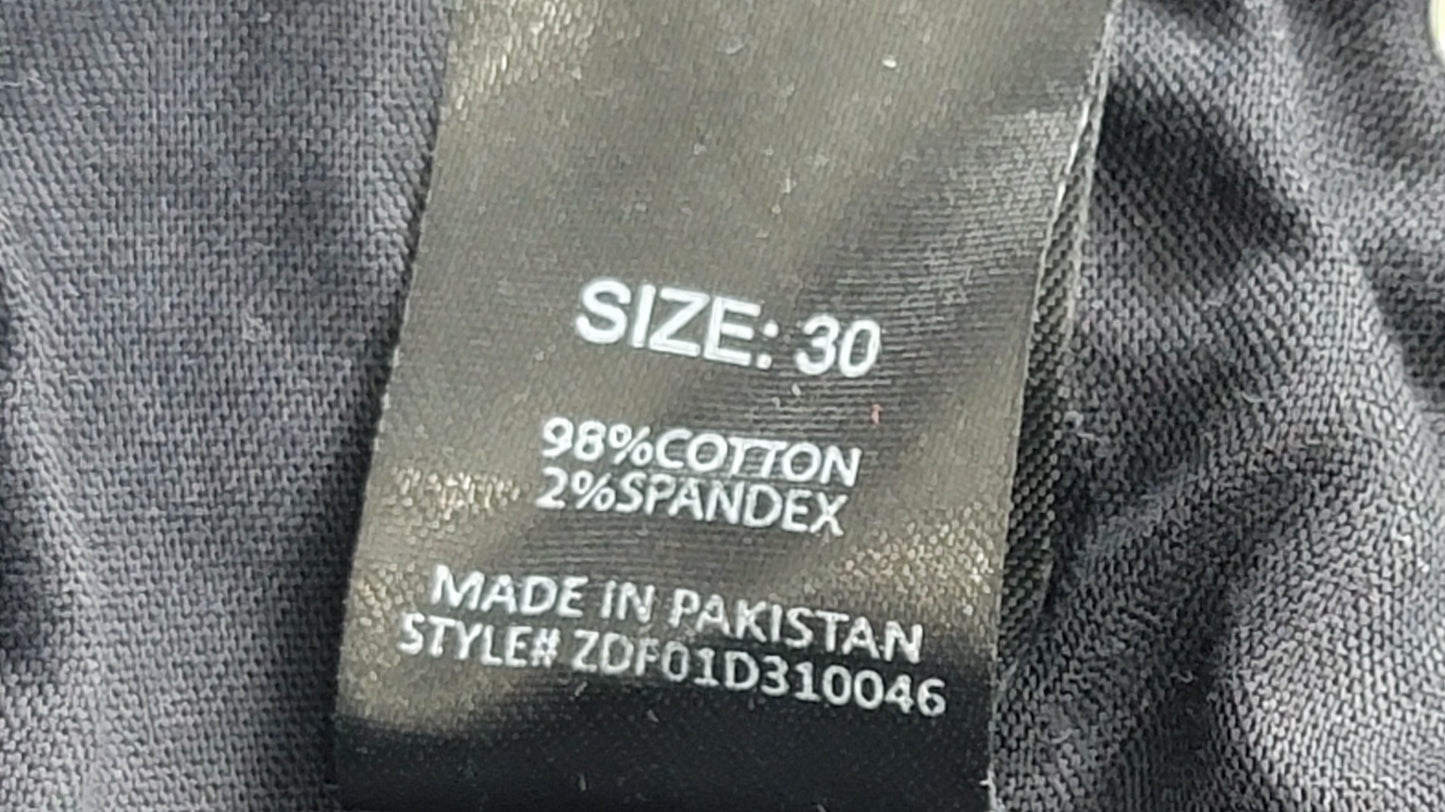 SIZE: 30
98%COTTON
2%SPANDEX
MADE IN PAKISTAN
STYLE# ZDF01D310046